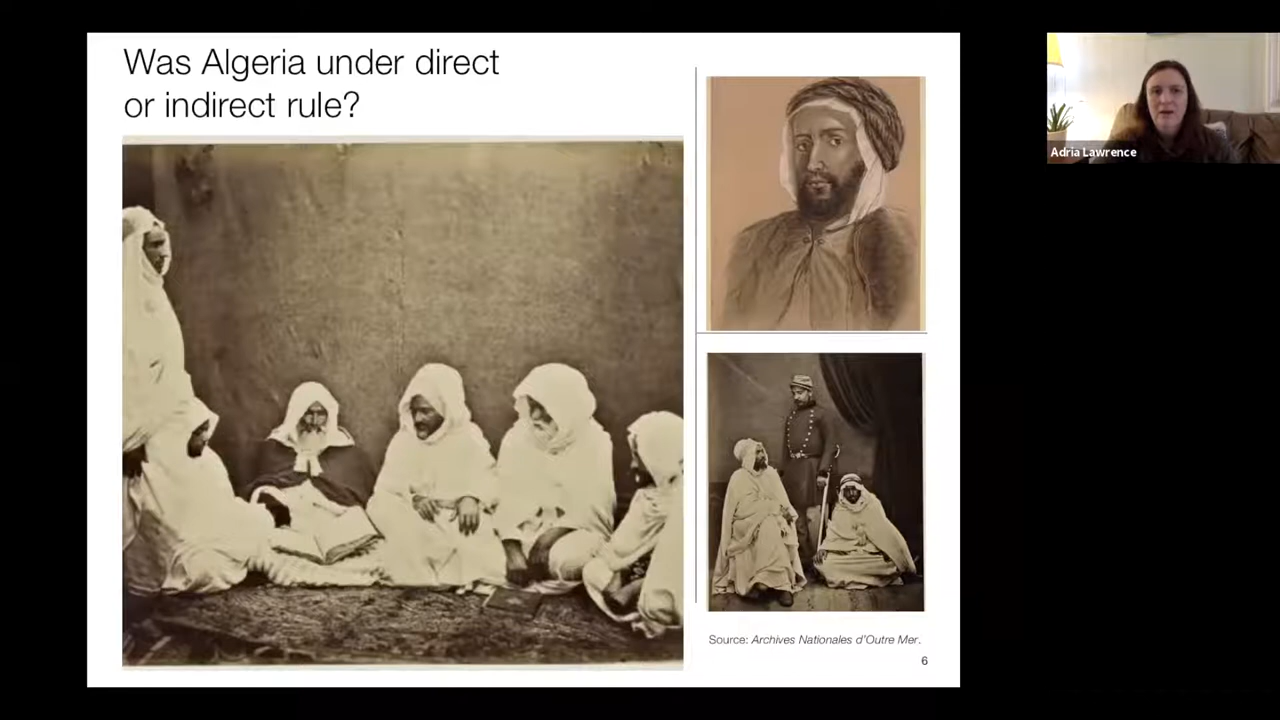 Was Algeria under direct
or indirect rule?
Adria Lawrence
Source: Archives Nationales d'Outre Mer.
6